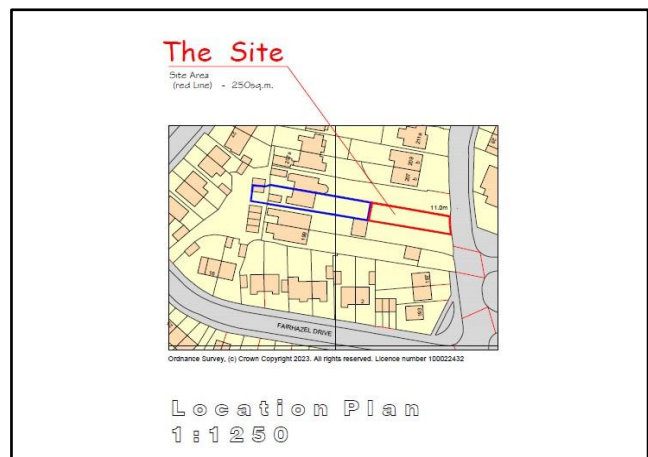 The Site
Site Area
(red Line) - 250sq.m.
11.0m
FAIRHAZEL DRIVE
Ordnance Survey, (c) Crown Copyright 2023. All rights reserved. Licence number 100022432
Location Plan
1:1250